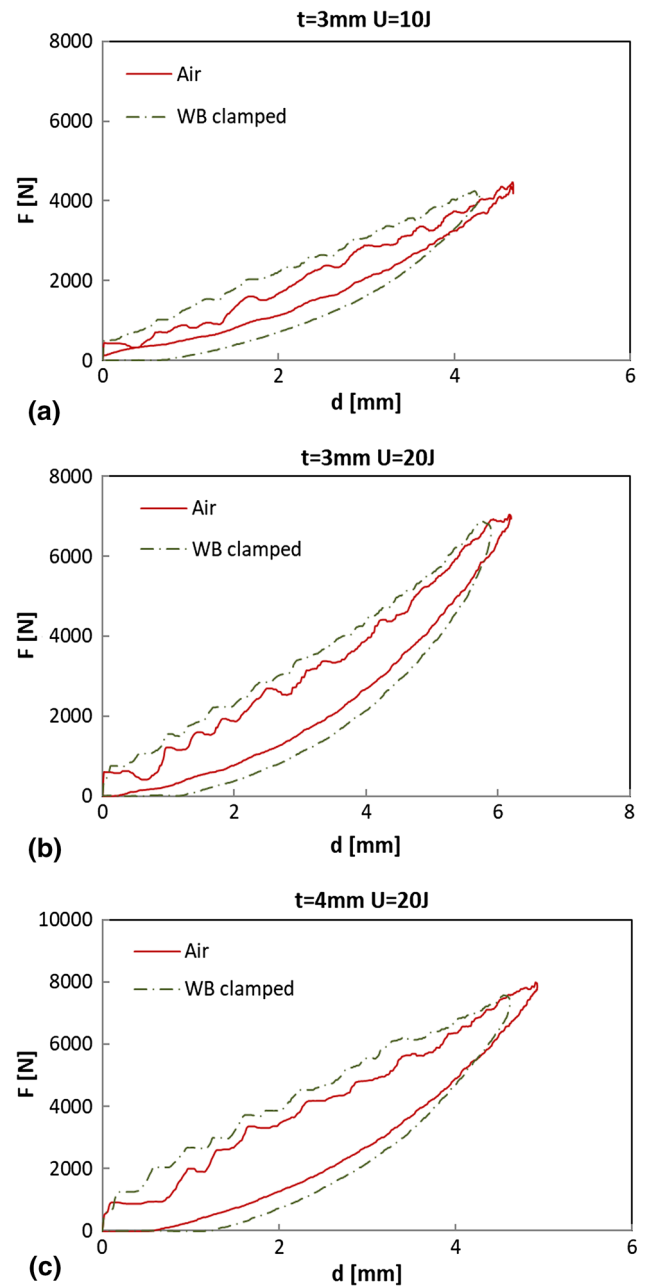 t=3mm U=10J
8000
6000
4000
2000
0
F [N]
Air
WB clamped
0 2 4 6
d [mm]
(a)
t=3mm U=20J
8000
6000
4000
2000
0
F [N]
Air
WB clamped
0 2 4 6 8
d [mm]
(b)
t=4mm U=20J
10000
8000
6000
4000
2000
0
F [N]
Air
WB clamped
0 2 4 6
d [mm]
(c)